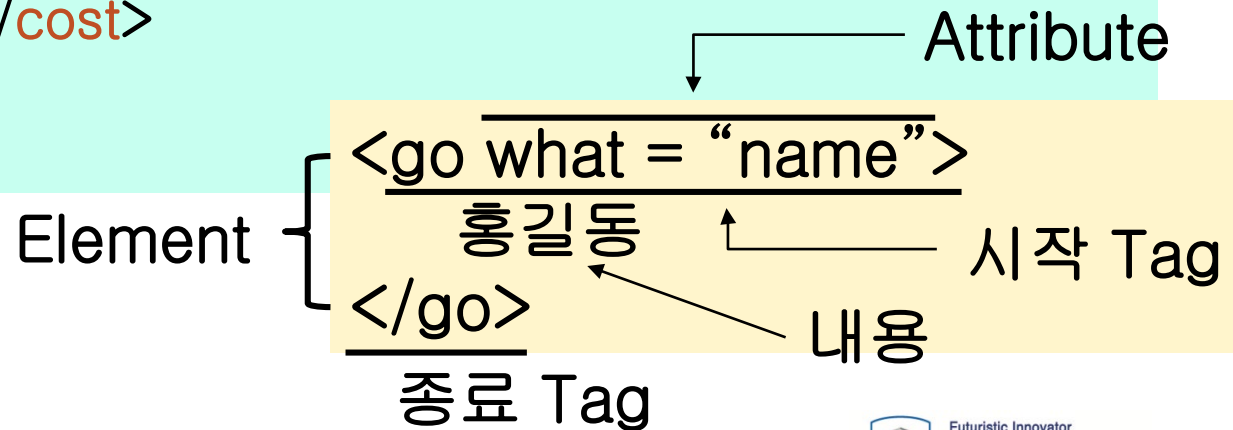 /cost>
Attribute
<go what = “name”>
Element
홍길동
시작 Tag
</go>
내용
종료 Tag
Futuristic Innovator